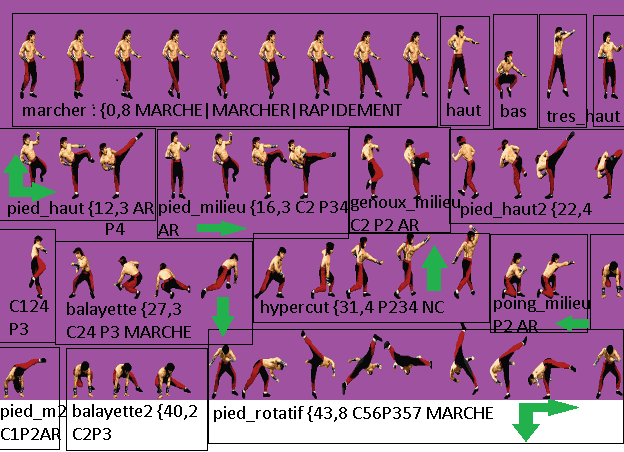 marcher : {0,8 MARCHE|MARCHER|RAPIDEMENT
haut
bas
tres_haut
pied_haut {12,3 AR
P4
pied_milieu {16,3 C2 P34
AR
genoux_milieu
C2 P2 AR
pied_haut2 {22,4
C124
P3
balayette {27,3
C24 P3 MARCHE
hypercut {31,4 P234 NC
poing_milieu
P2 AR
pied_m2
C1P2AR
balayette2 {40,2
C2P3
pied_rotatif {43,8 C56P357 MARCHE